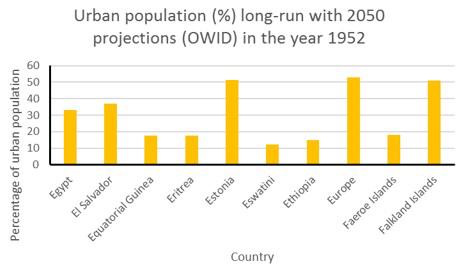 Urban population (%) long-run with 2050
projections (OWID) in the year 1952
Percentage of urban population
60
50
40
30
20
10
0
Egypt
El Salvador
Equatorial Guinea
Eritrea
Estonia
Eswatini
Ethiopia
Europe
Faeroe Islands
Falkland Islands
Country